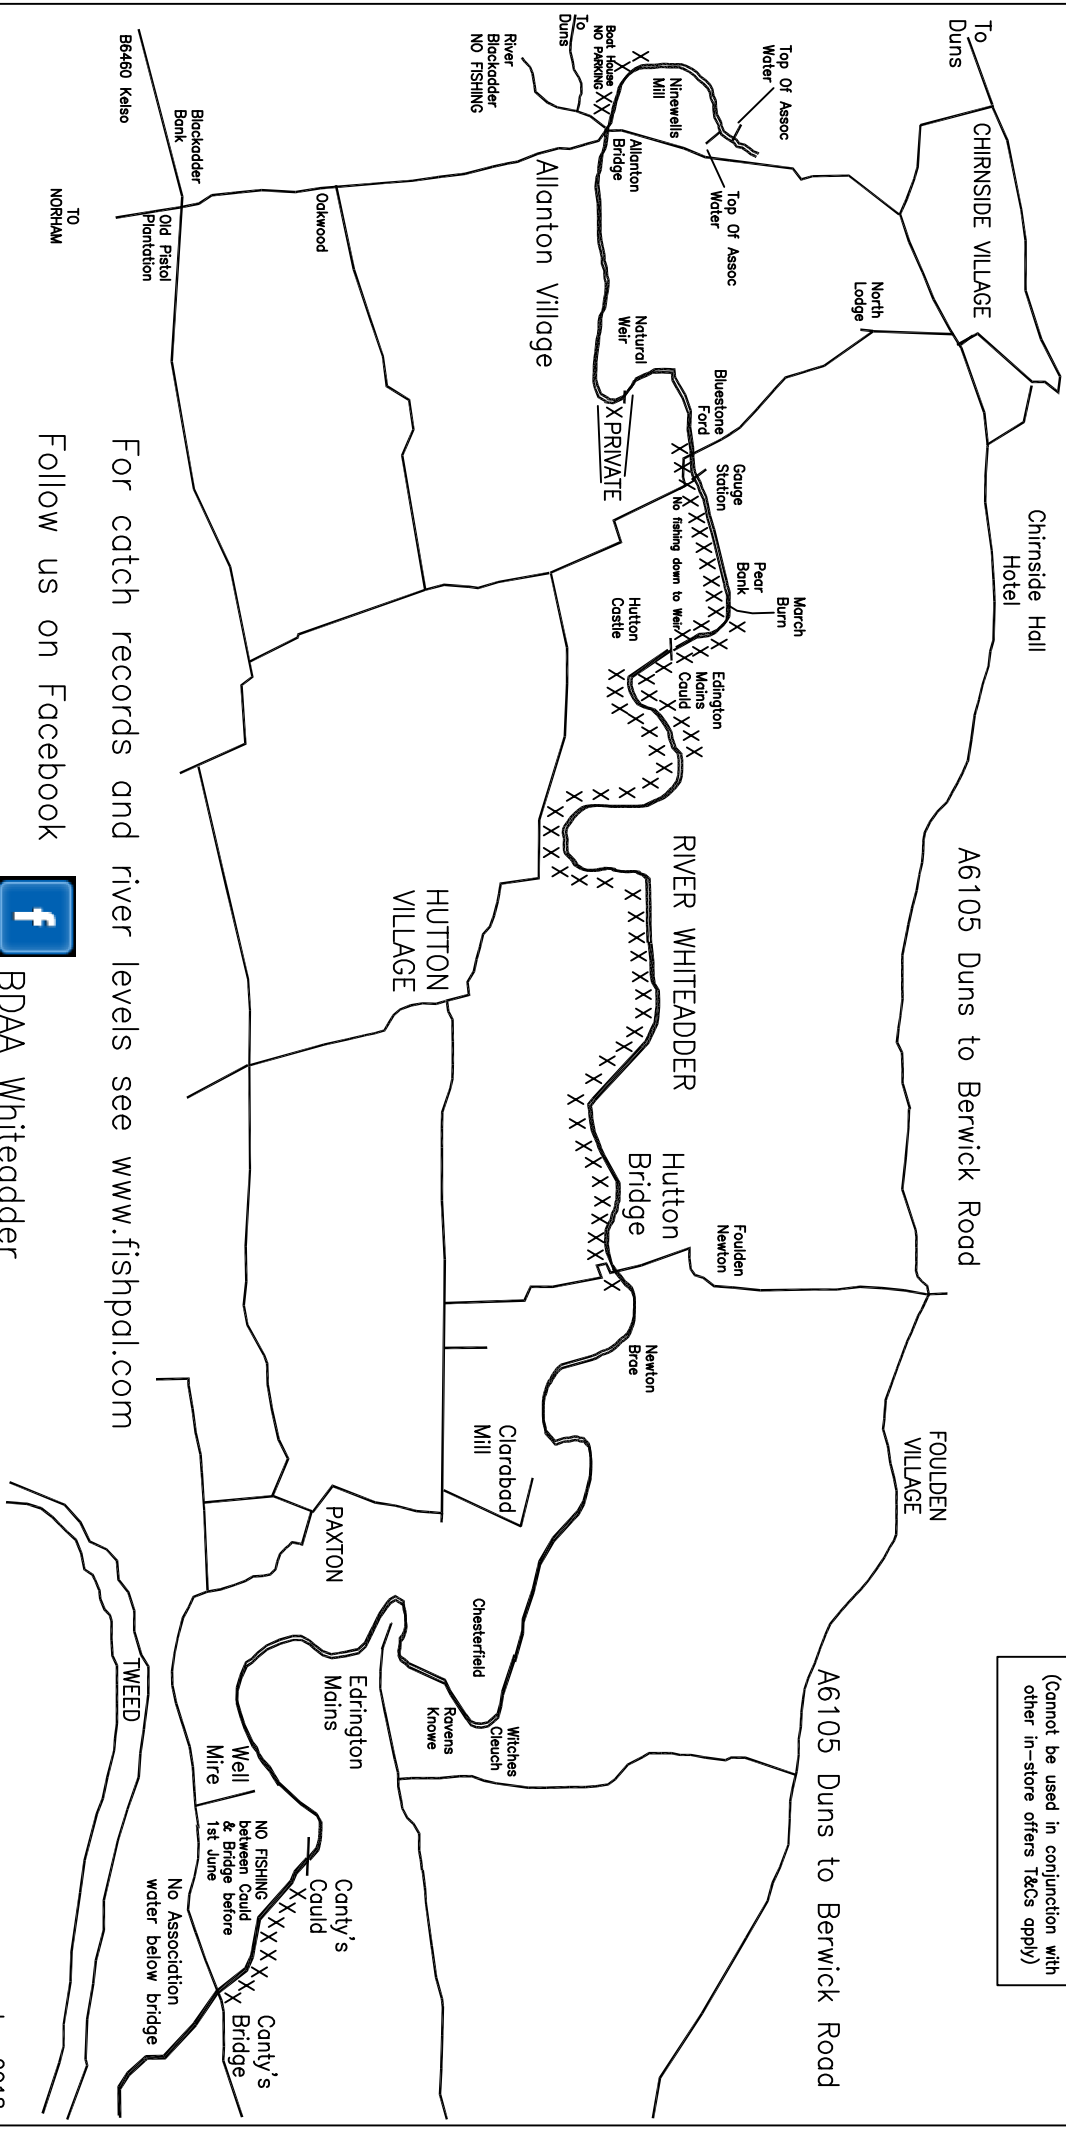 (Cannot be used in conjunction with
other in-store offers T&Cs apply)
To
Duns
CHIRNSIDE VILLAGE
Chirnside Hall
Hotel
A6105 Duns to Berwick Road
FOULDEN
VILLAGE
A6105 Duns to Berwick Road
North
Lodge
Top Of Assoc
Water
Top Of Assoc
Water
Ninewells
Mill
Boat House
NO PARKING
To
Duns
River
Blackadder
NO FISHING
Allanton
Bridge
Allanton Village
Natural
Weir
PRIVATE
Bluestone
Ford
Gauge
Station
No fishing down to Weir
Pear
Bank
March
Burn
Hutton
Castle
Edington
Mains
Cauld
RIVER WHITEADDER
Hutton
Bridge
Foulden
Newton
Newton
Brae
HUTTON
VILLAGE
Clarabad
Mill
Chesterfield
Witches
Cleuch
Ravens
Knowe
PAXTON
Edrington
Mains
Well
Mire
Canty's
Cauld
NO FISHING
between Cauld
& Bridge before
1st June
Canty's
Bridge
No Association
water below bridge
TWEED
Oakwood
Blackadder
Bank
Old Pistol
Plantation
B6460 Kelso
TO
NORHAM
For catch records and river levels see www.fishpal.com
Follow us on Facebook
f
BDAA Whiteadder